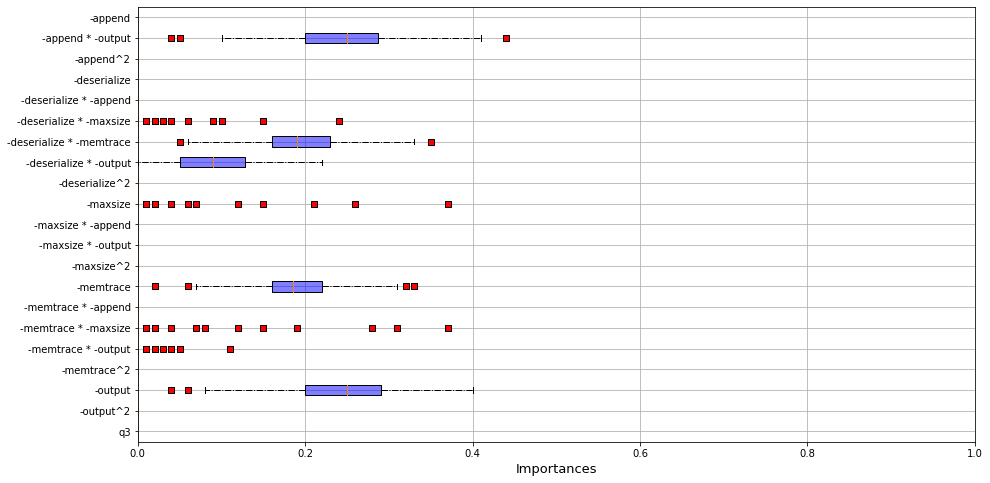 -append
-append * -output
-append^2
-deserialize
-deserialize * -append
-deserialize * -maxsize
-deserialize * -memtrace
-deserialize * -output
-deserialize^2
-maxsize
-maxsize * -append
-maxsize * -output
-maxsize^2
-memtrace
-memtrace * -append
-memtrace * -maxsize
-memtrace * -output
-memtrace^2
-output
-output^2
q3
0.0 0.2 0.4 0.6 0.8 1.0
Importances